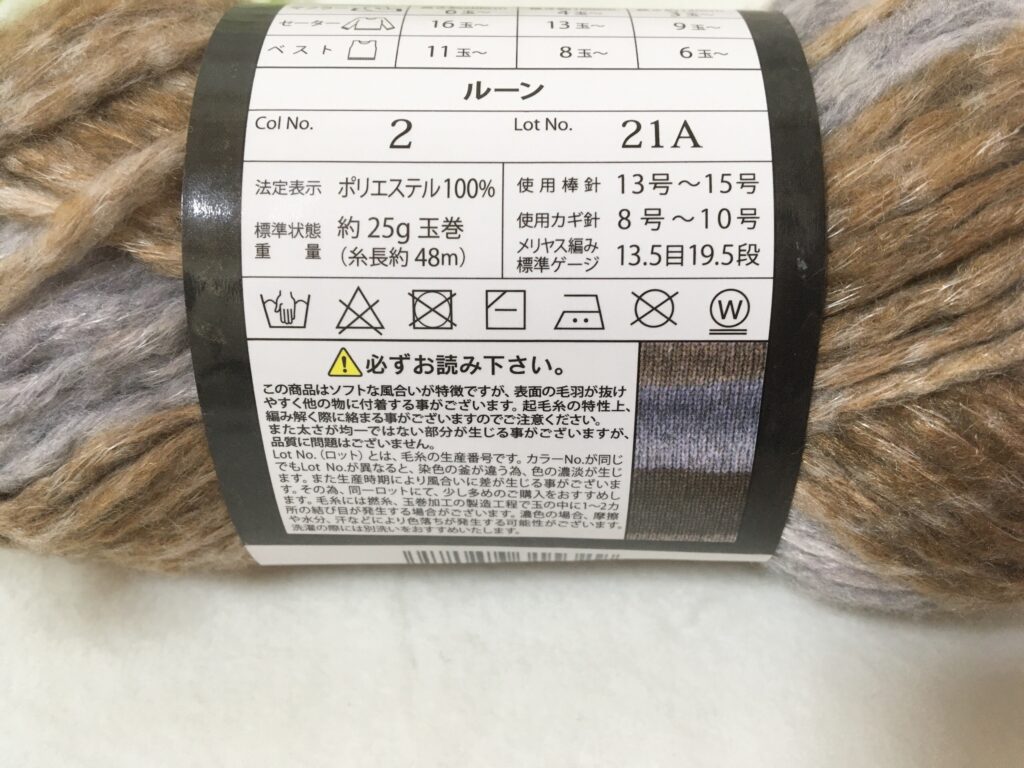 セーター 16玉～ 13玉～ 9玉～
ベスト 11玉～ 8玉～ 6玉～
ルーン
Col No. 2 Lot No. 21A
法定表示 ポリエステル100%
標準状態重量 約25g玉巻
（糸長約48m）
使用棒針 13号～15号
使用カギ針 8号～10号
メリヤス編み標準ゲージ 13.5目19.5段
W
必ずお読み下さい。
この商品はソフトな風合いが特徴ですが、表面の毛羽が抜け
やすく他の物に付着する事がございます。起毛糸の特性上、
編み解く際に絡まる事がございますのでご注意ください。
また太さが均一ではない部分が生じる事がございますが、
品質に問題はございません。
Lot No.（ロット）とは、毛糸の生産番号です。カラーNo.が同じ
でもLot No.が異なると、染色の釜が違う為、色の濃淡が生じ
ます。また生産時期により風合いに差が生じる事がございま
す。その為、同一ロットにて、少し多めのご購入をおすすめし
ます。毛糸には撚糸、玉巻加工の製造工程で玉の中に1～2カ
所の結び目が発生する場合がございます。濃色の場合、摩擦
や水分、汗などにより色落ちが発生する可能性がございます。
洗濯の際には別洗いをおすすめいたします。